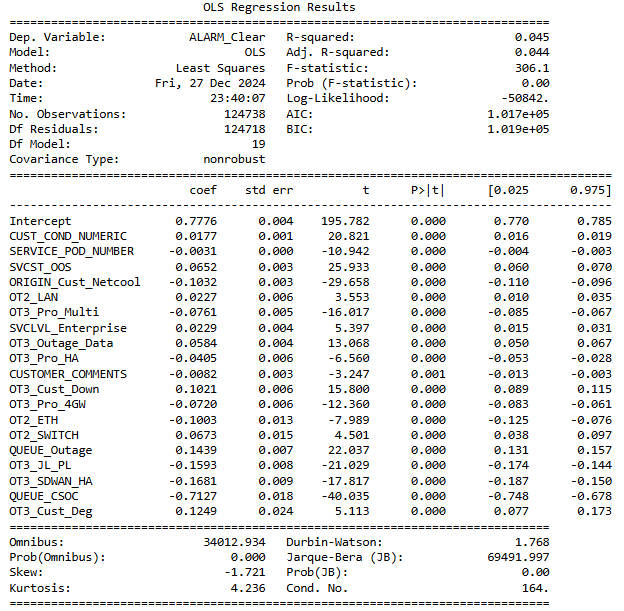 OLS Regression Results
==============================================================================
Dep. Variable: ALARM_Clear R-squared: 0.045
Model: OLS Adj. R-squared: 0.044
Method: Least Squares F-statistic: 306.1
Date: Fri, 27 Dec 2024 Prob (F-statistic): 0.00
Time: 23:40:07 Log-Likelihood: -50842.
No. Observations: 124738 AIC: 1.017e+05
Df Residuals: 124718 BIC: 1.019e+05
Df Model: 19
Covariance Type: nonrobust
=======================================================================================
coef std err t P>|t| [0.025 0.975]
---------------------------------------------------------------------------------------
Intercept 0.7776 0.004 195.782 0.000 0.770 0.785
CUST_COND_NUMERIC 0.0177 0.001 20.821 0.000 0.016 0.019
SERVICE_POD_NUMBER -0.0031 0.000 -10.942 0.000 -0.004 -0.003
SVCST_OOS 0.0652 0.003 25.933 0.000 0.060 0.070
ORIGIN_Cust_Netcool -0.1032 0.003 -29.658 0.000 -0.110 -0.096
OT2_LAN 0.0227 0.006 3.553 0.000 0.010 0.035
OT3_Pro_Multi -0.0761 0.005 -16.017 0.000 -0.085 -0.067
SVCLVL_Enterprise 0.0229 0.004 5.397 0.000 0.015 0.031
OT3_Outage_Data 0.0584 0.004 13.068 0.000 0.050 0.067
OT3_Pro_HA -0.0405 0.006 -6.560 0.000 -0.053 -0.028
CUSTOMER_COMMENTS -0.0082 0.003 -3.247 0.001 -0.013 -0.003
OT3_Cust_Down 0.1021 0.006 15.800 0.000 0.089 0.115
OT3_Pro_4GW -0.0720 0.006 -12.360 0.000 -0.083 -0.061
OT2_ETH -0.1003 0.013 -7.989 0.000 -0.125 -0.076
OT2_SWITCH 0.0673 0.015 4.501 0.000 0.038 0.097
QUEUE_Outage 0.1439 0.007 22.037 0.000 0.131 0.157
OT3_JL_PL -0.1593 0.008 -21.029 0.000 -0.174 -0.144
OT3_SDWAN_HA -0.1681 0.009 -17.817 0.000 -0.187 -0.150
QUEUE_CSOC -0.7127 0.018 -40.035 0.000 -0.748 -0.678
OT3_Cust_Deg 0.1249 0.024 5.113 0.000 0.077 0.173
==============================================================================
Omnibus: 34012.934 Durbin-Watson: 1.768
Prob(Omnibus): 0.000 Jarque-Bera (JB): 69491.997
Skew: -1.721 Prob(JB): 0.00
Kurtosis: 4.236 Cond. No. 164.
==============================================================================